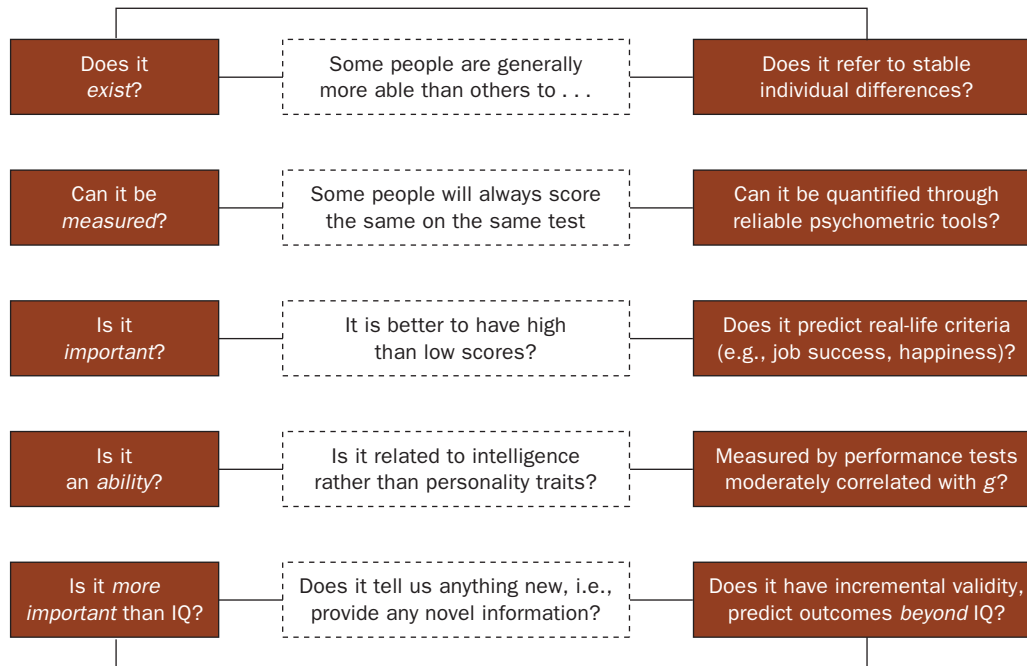 Does it
exist?
Some people are generally
more able than others to . . .
Does it refer to stable
individual differences?
Can it be
measured?
Some people will always score
the same on the same test
Can it be quantified through
reliable psychometric tools?
Is it
important?
It is better to have high
than low scores?
Does it predict real-life criteria
(e.g., job success, happiness)?
Is it
an ability?
Is it related to intelligence
rather than personality traits?
Measured by performance tests
moderately correlated with g?
Is it more
important than IQ?
Does it tell us anything new, i.e.,
provide any novel information?
Does it have incremental validity,
predict outcomes beyond IQ?